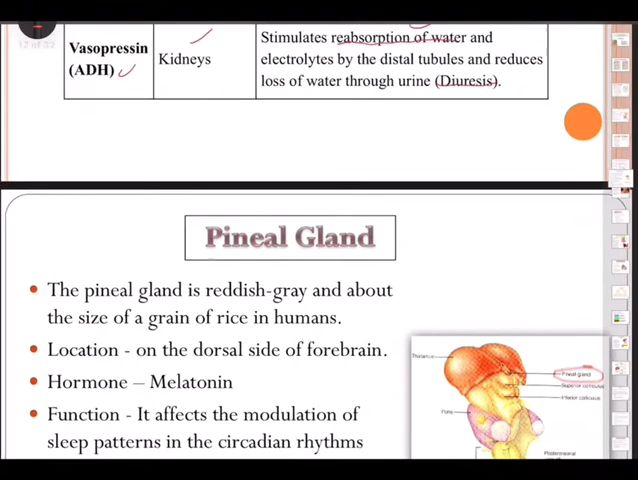 12 of 32
Vasopressin
(ADH)
Kidneys
Stimulates reabsorption of water and
electrolytes by the distal tubules and reduces
loss of water through urine (Diuresis).
Pineal Gland
The pineal gland is reddish-gray and about
the size of a grain of rice in humans.
Location - on the dorsal side of forebrain.
Hormone – Melatonin
Function - It affects the modulation of
sleep patterns in the circadian rhythms
Thalamus
Pineal gland
Superior colliculus
Inferior colliculus
Pons